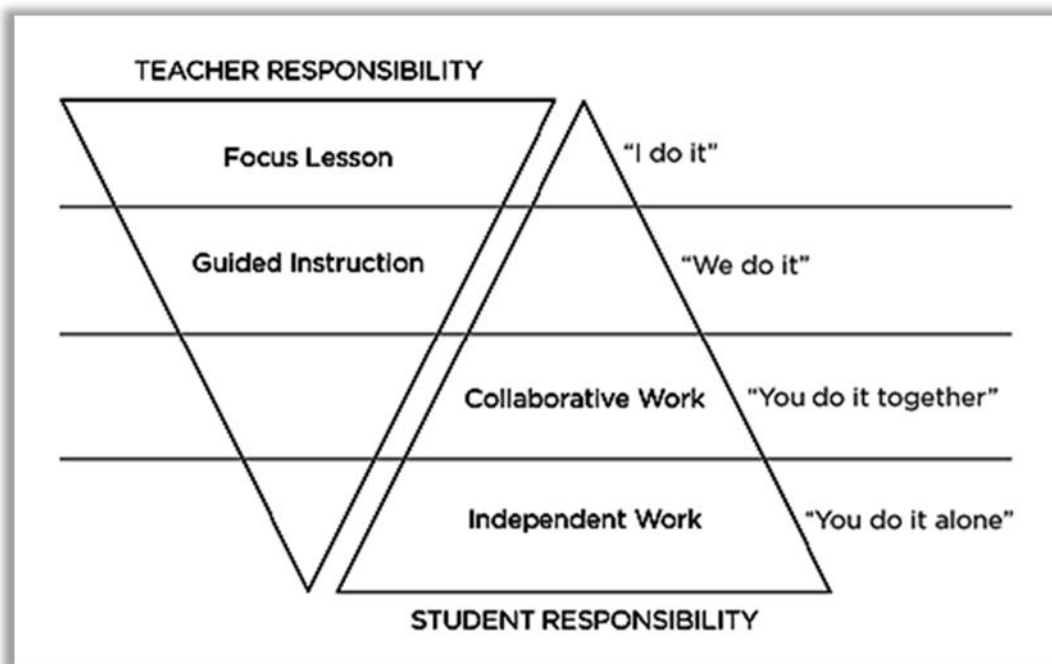 TEACHER RESPONSIBILITY
Focus Lesson
“I do it”
Guided Instruction
“We do it”
Collaborative Work
“You do it together”
Independent Work
“You do it alone”
STUDENT RESPONSIBILITY